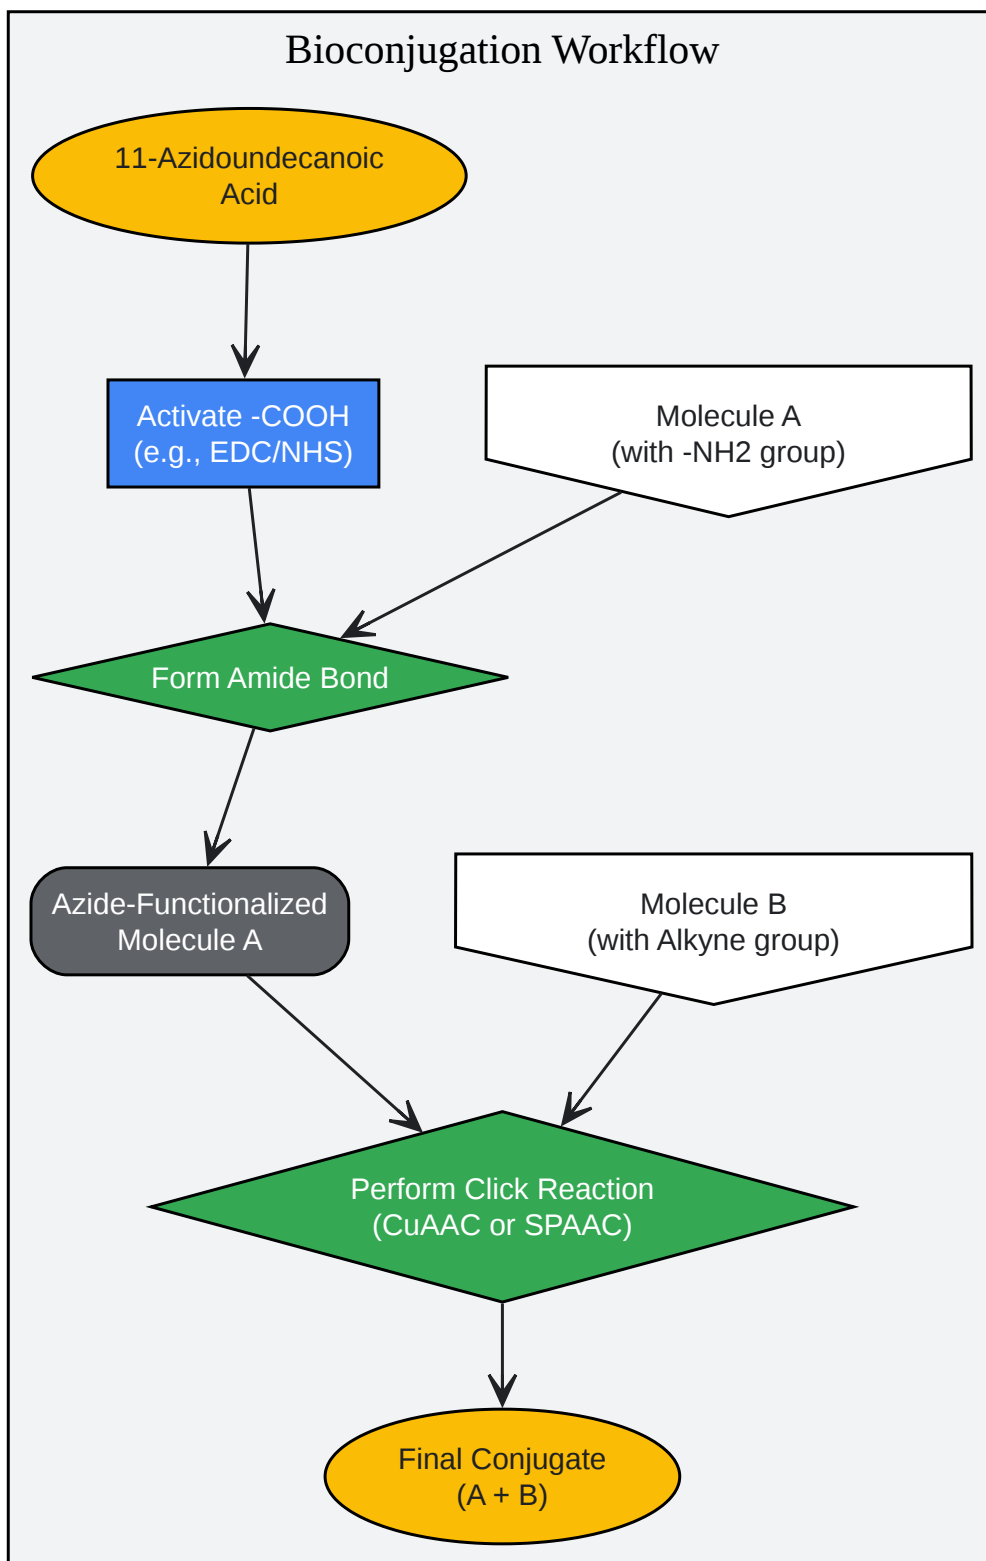 Bioconjugation Workflow
11-Azidoundecanoic
Acid
Activate -COOH
(e.g., EDC/NHS)
Molecule A
(with -NH2 group)
Form Amide Bond
Azide-Functionalized
Molecule A
Molecule B
(with Alkyne group)
Perform Click Reaction
(CuAAC or SPAAC)
Final Conjugate
(A + B)